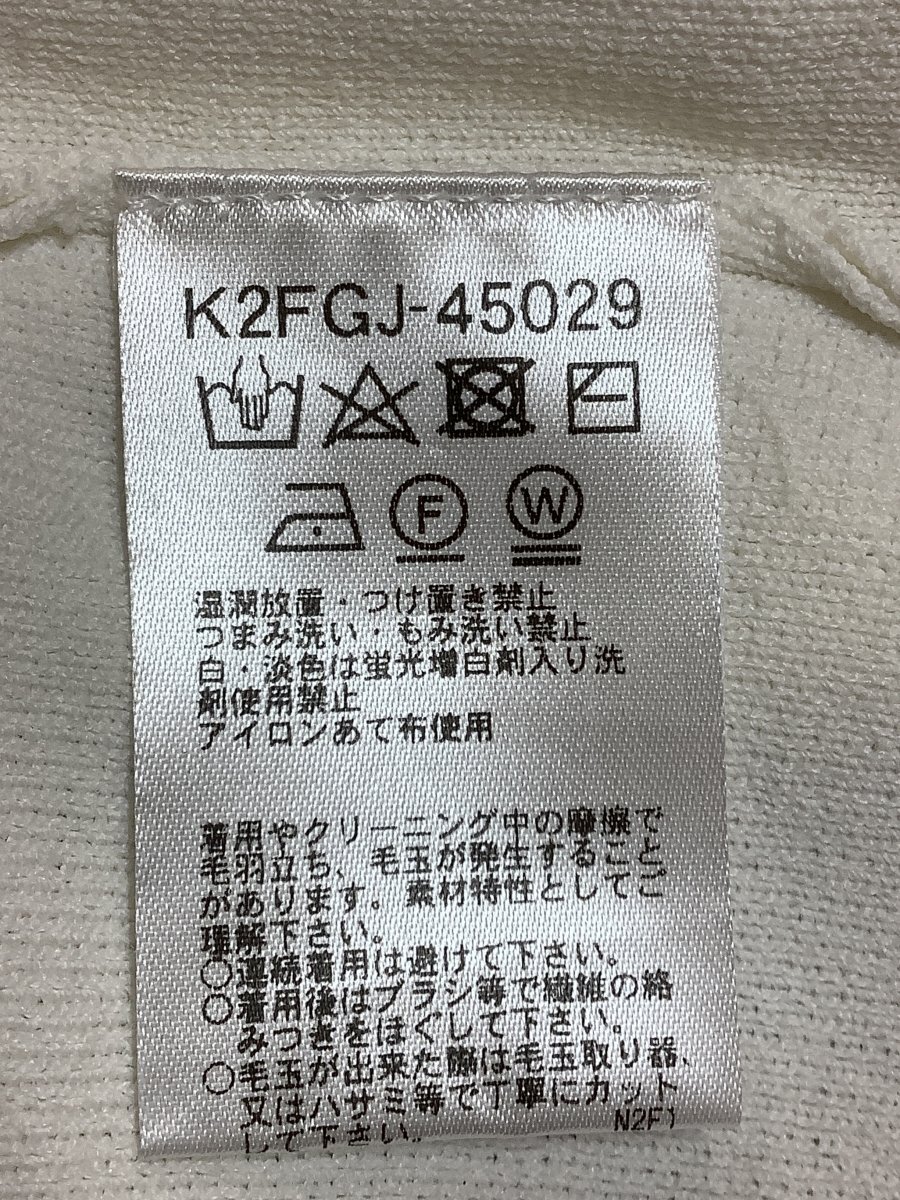 K2FGJ-45029
F W
湿潤放置・つけ置き禁止
つまみ洗い・もみ洗い禁止
白・淡色は蛍光増白剤入り洗
剤使用禁止
アイロンあて布使用
着用やクリーニング中の摩擦で
毛羽立ち、毛玉が発生すること
があります。素材特性としてご
理解下さい。
○連続着用は避けて下さい。
○着用後はブラシ等で繊維の絡
みつきをほぐして下さい。
○毛玉が出来た際は毛玉取り器、
又はハサミ等で丁寧にカット
して下さい。
N2F1